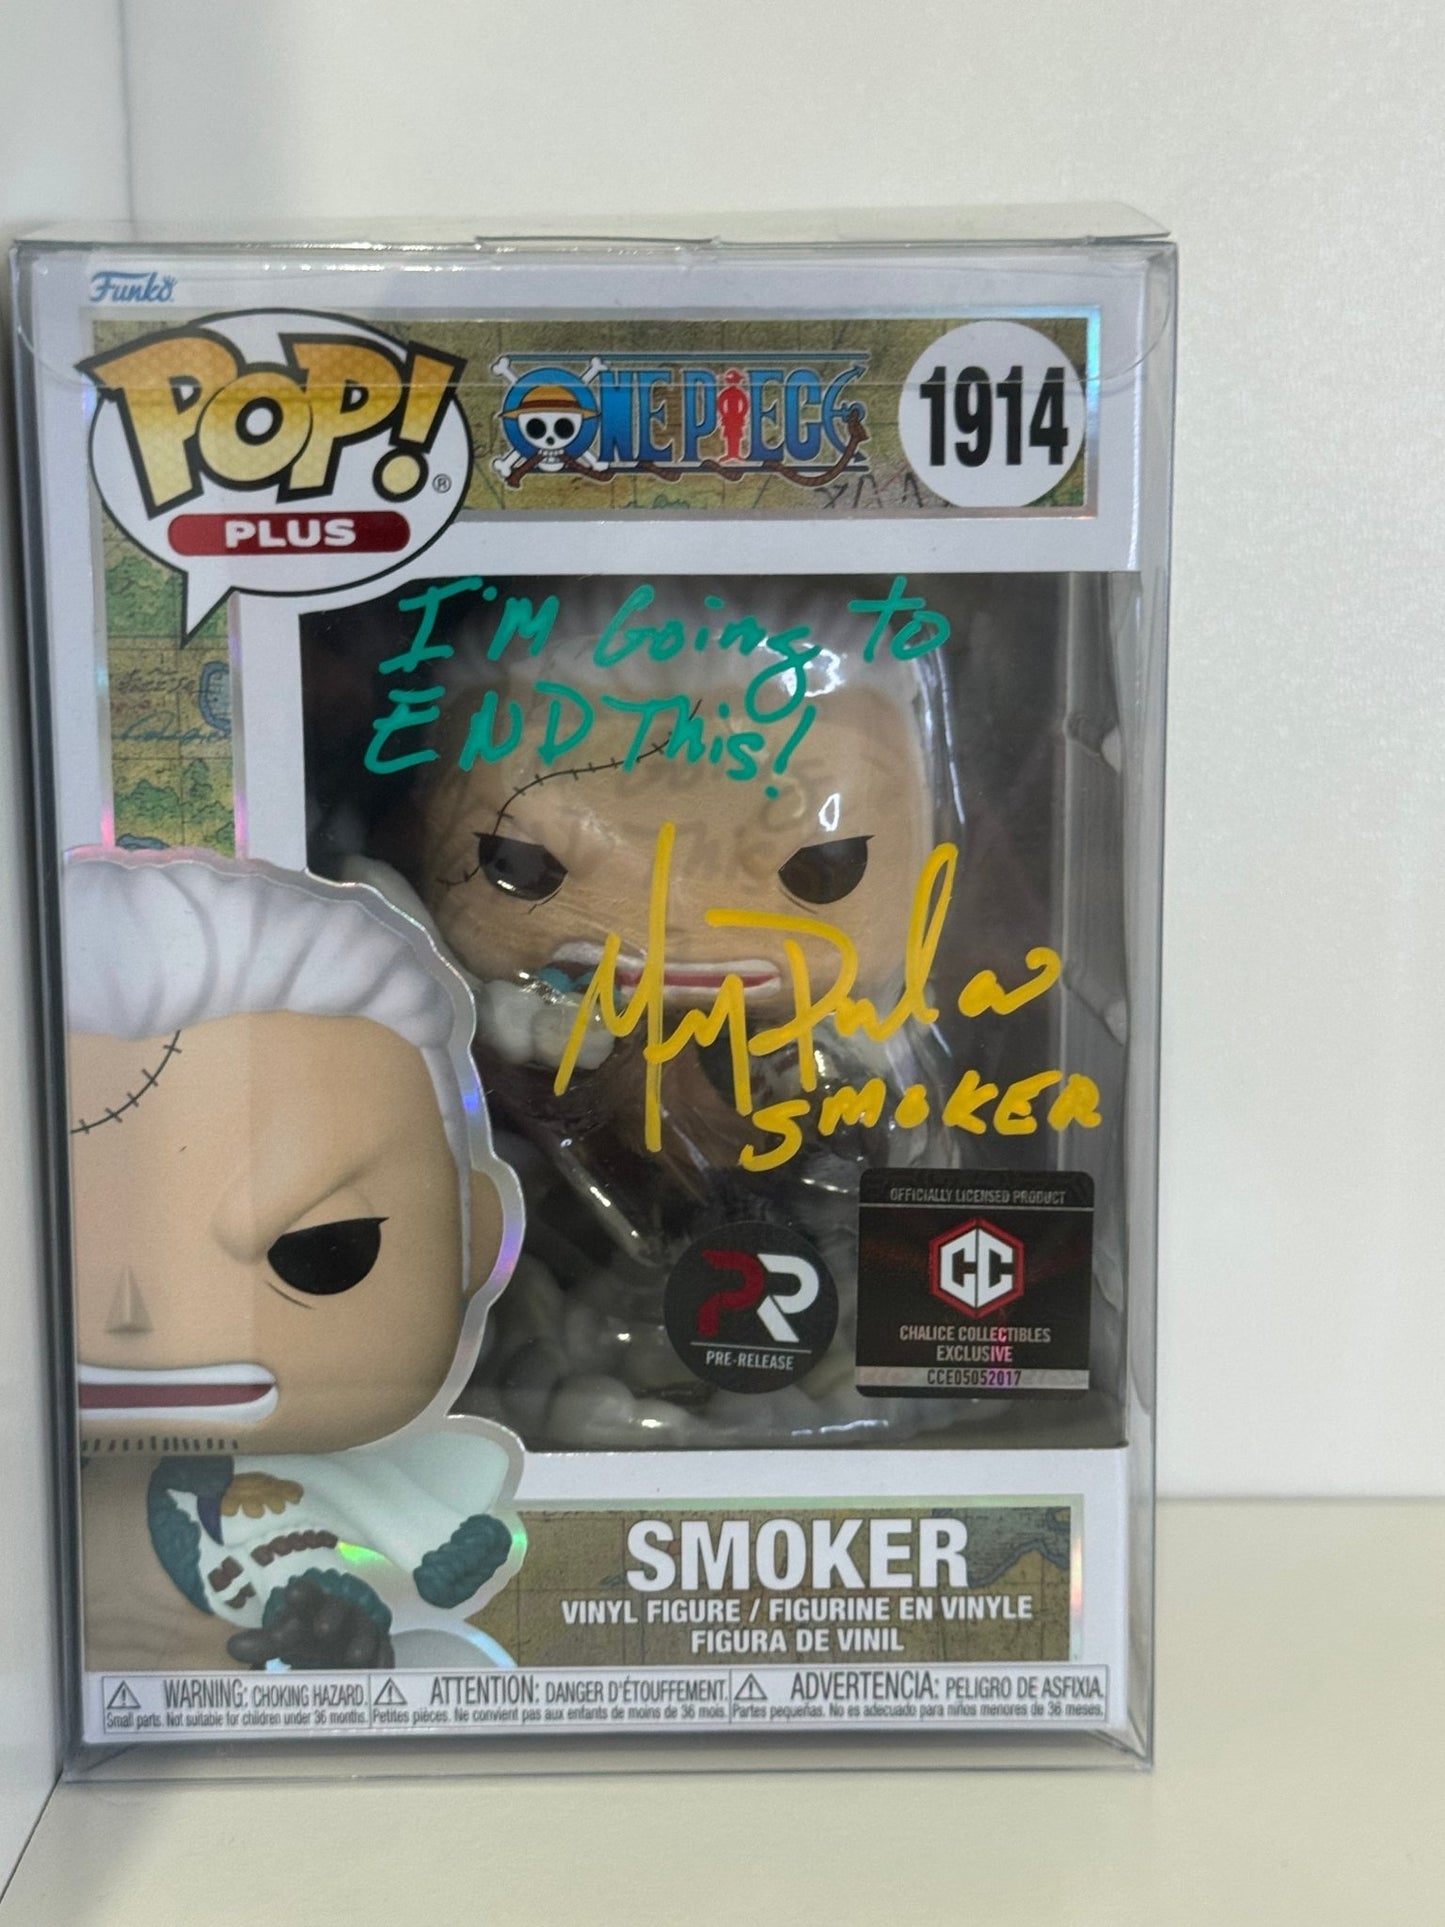 Funko
POP!®
PLUS
ONE PIECE
1914
I'm Going to
END This!
SMOKER
OFFICIALLY LICENSED PRODUCT
CC
CHALICE COLLECTIBLES
EXCLUSIVE
CCE05052017
PR
PRE-RELEASE
SMOKER
VINYL FIGURE / FIGURINE EN VINYLE
FIGURA DE VINIL
WARNING: CHOKING HAZARD.
Small parts. Not suitable for children under 36 months.
ATTENTION: DANGER D'ÉTOUFFEMENT.
Petites pièces. Ne convient pas aux enfants de moins de 36 mois.
ADVERTENCIA: PELIGRO DE ASFIXIA.
Partes pequeñas. No es adecuado para niños menores de 36 meses.